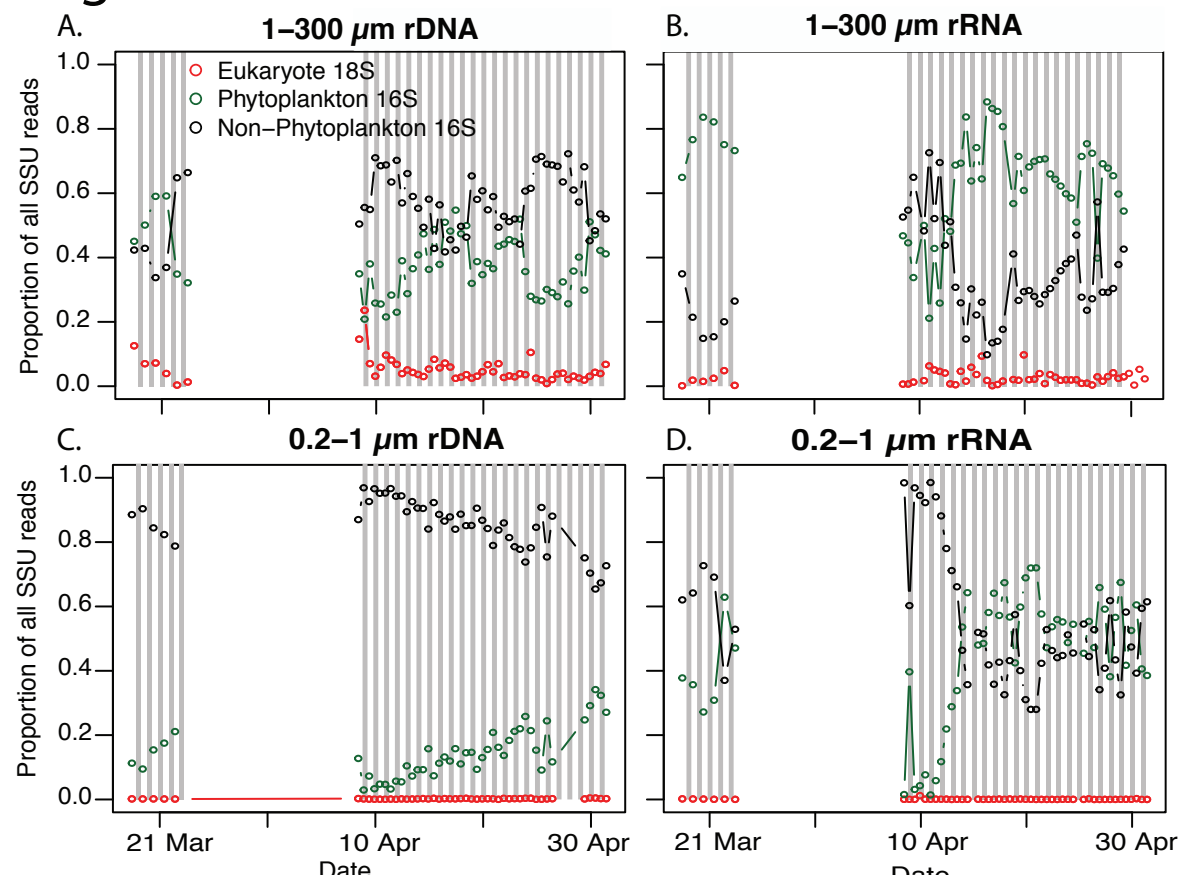 A.
1–300 µm rDNA
B.
1–300 µm rRNA
Proportion of all SSU reads
1.0
0.8
0.6
0.4
0.2
0.0
Eukaryote 18S
Phytoplankton 16S
Non−Phytoplankton 16S
C.
0.2–1 µm rDNA
D.
0.2–1 µm rRNA
Proportion of all SSU reads
1.0
0.8
0.6
0.4
0.2
0.0
21 Mar
10 Apr
30 Apr
21 Mar
10 Apr
30 Apr
Date
Date